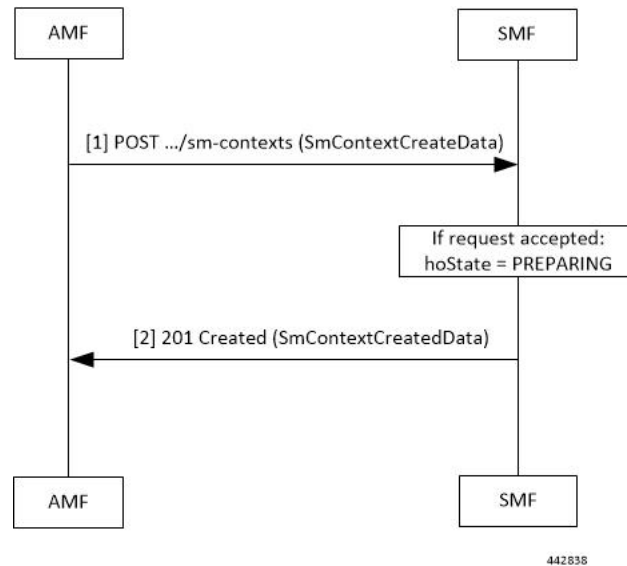 AMF
SMF
[1] POST .../sm-contexts (SmContextCreateData)
If request accepted:
hoState = PREPARING
[2] 201 Created (SmContextCreatedData)
AMF
SMF
442838